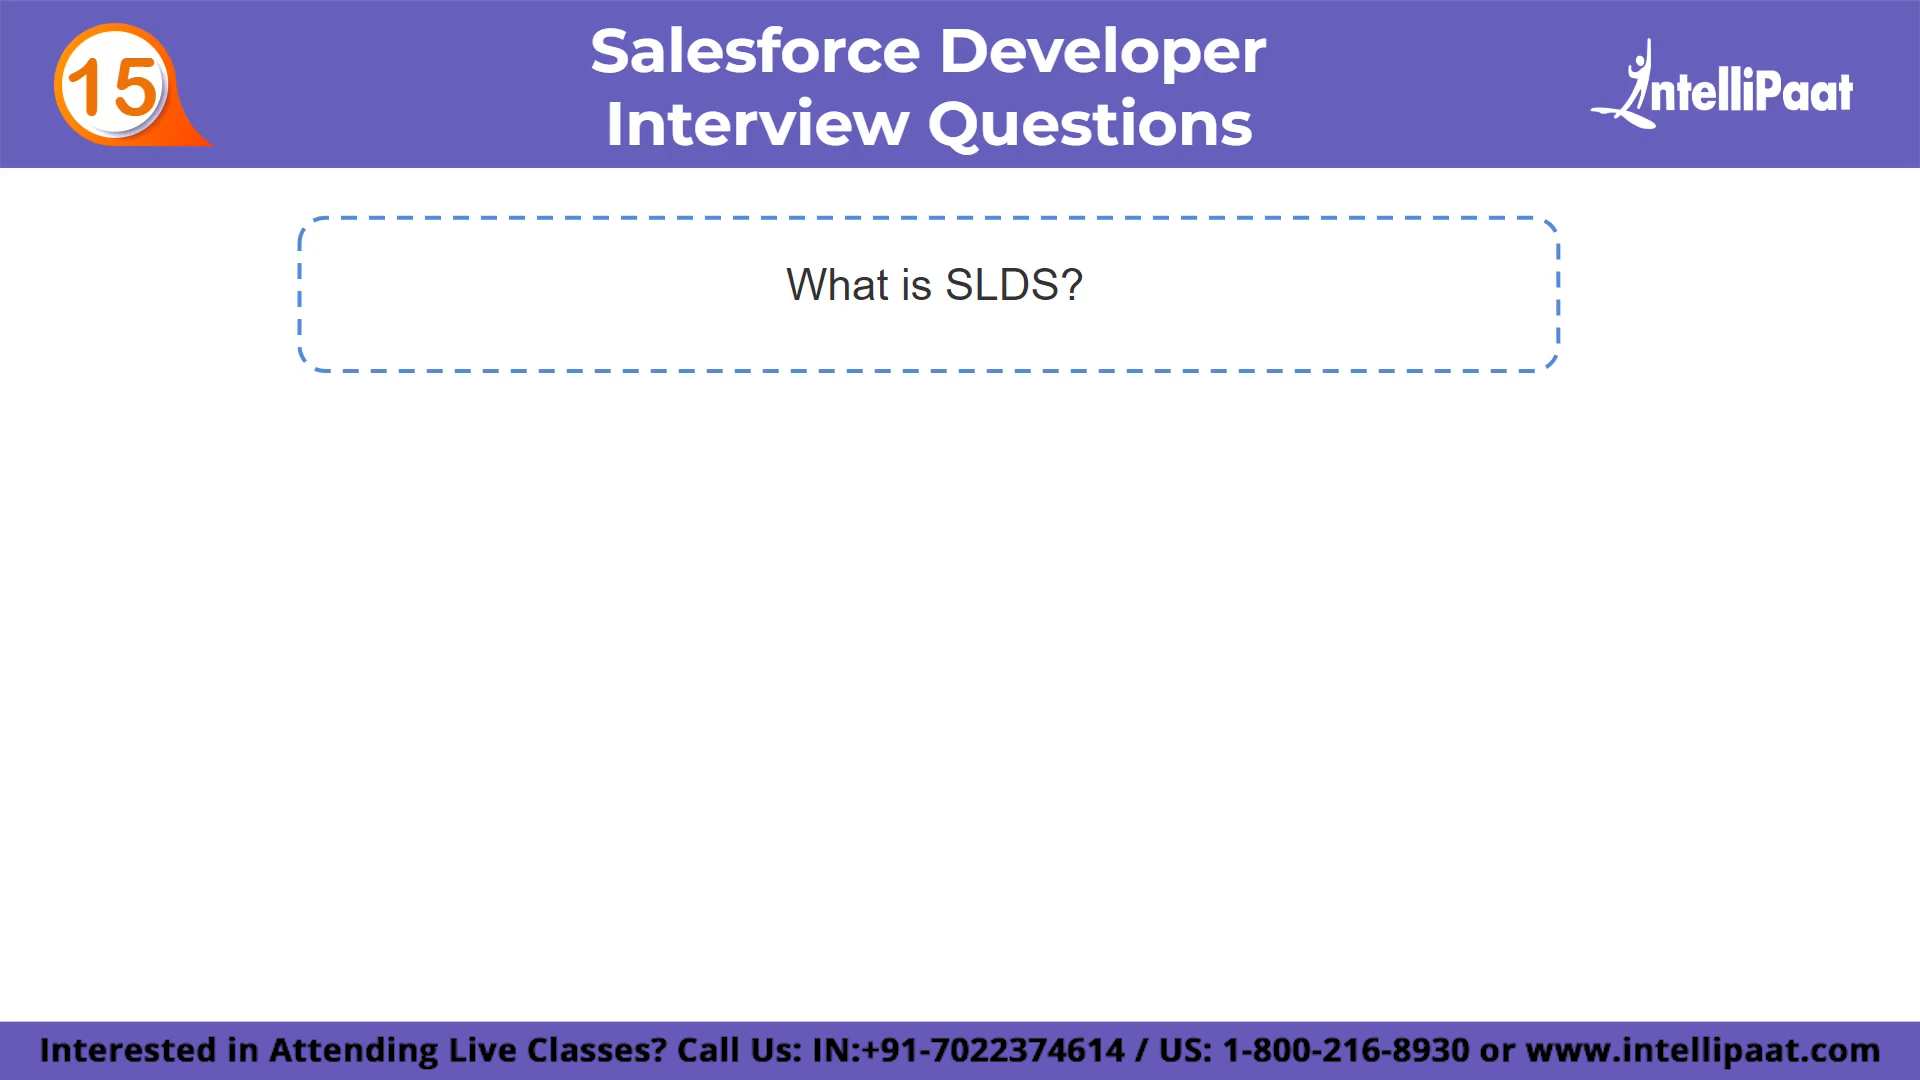 15
Salesforce Developer
Interview Questions
IntelliPaat
What is SLDS?
Interested in Attending Live Classes? Call Us: IN:+91-7022374614 / US: 1-800-216-8930 or www.intellipaat.com